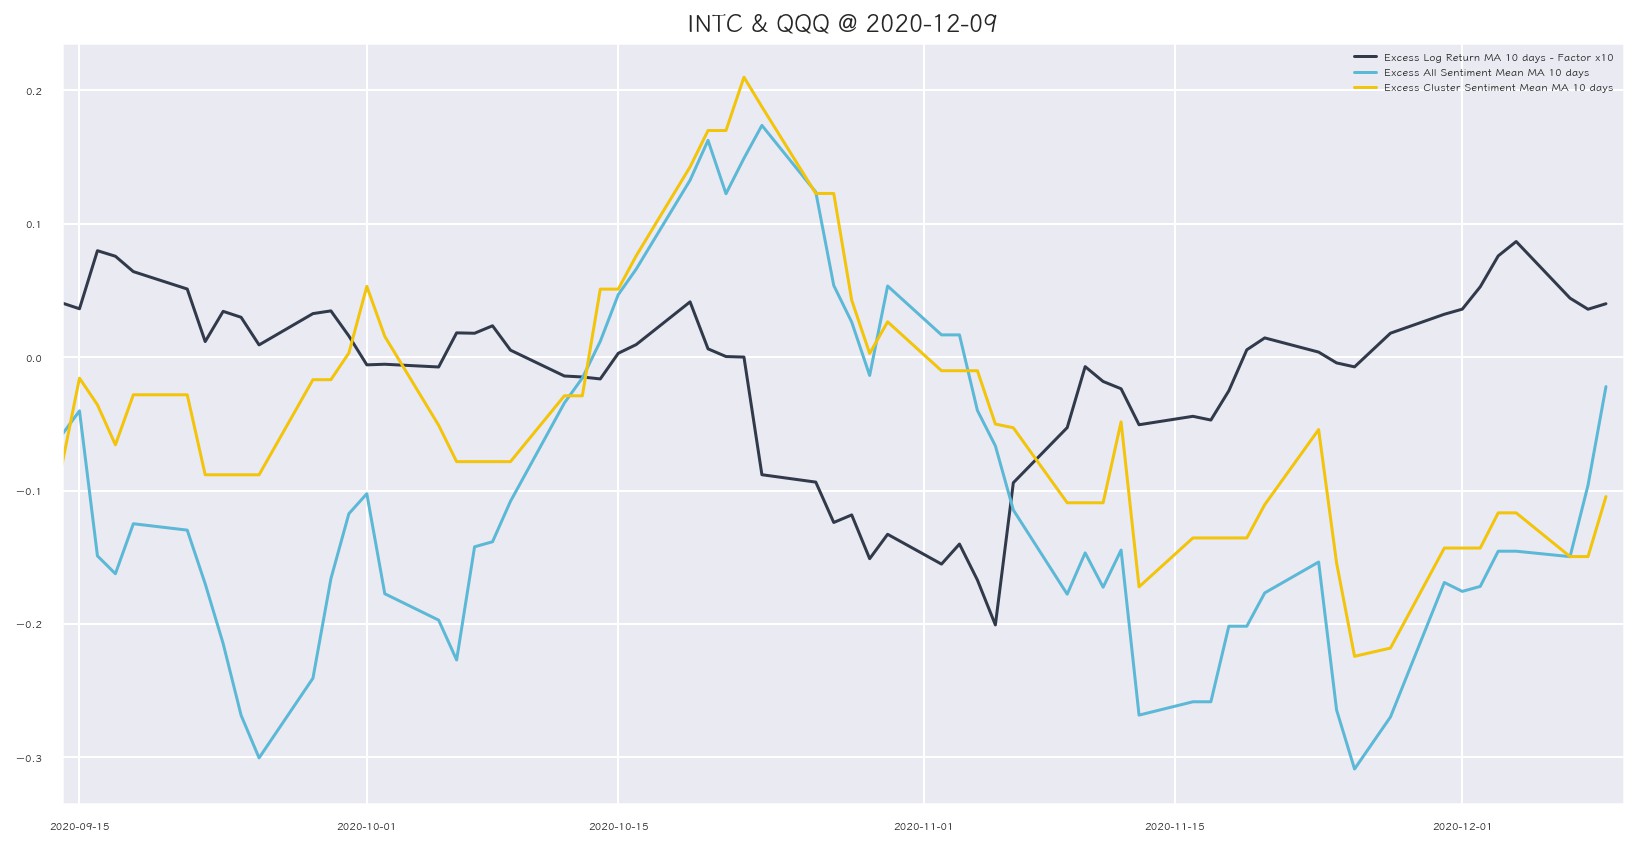 INTC & QQQ @ 2020-12-09
Excess Log Return MA 10 days - Factor x10
Excess All Sentiment Mean MA 10 days
Excess Cluster Sentiment Mean MA 10 days
0.2
0.1
0.0
−0.1
−0.2
−0.3
2020-09-15 2020-10-01 2020-10-15 2020-11-01 2020-11-15 2020-12-01